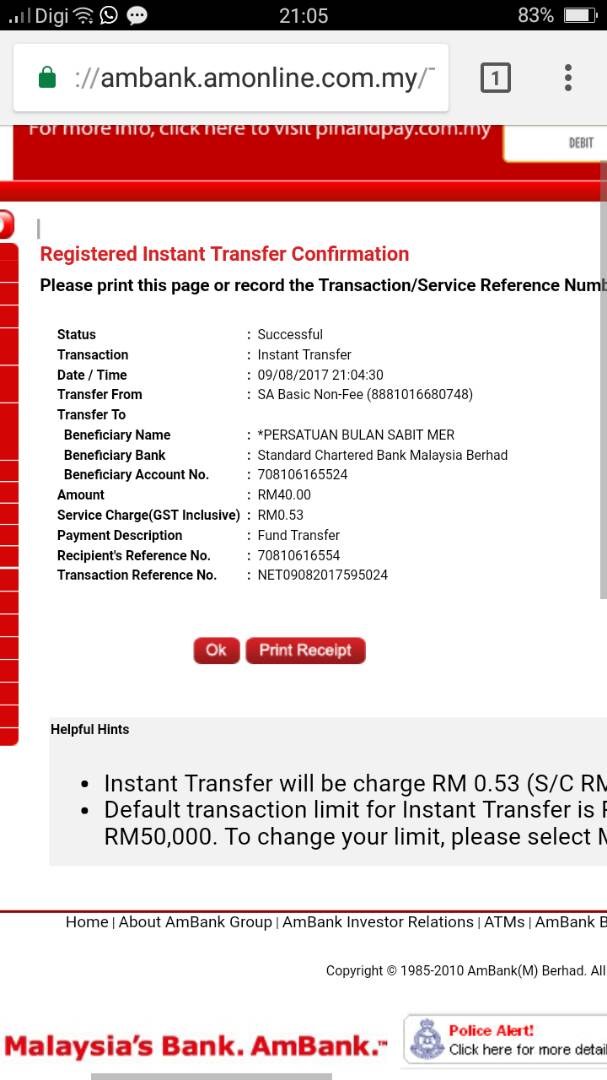 Digi 21:05 83%
://ambank.amonline.com.my/
1
For more info, click here to visit pinandpay.com.my
DEBIT
Registered Instant Transfer Confirmation
Please print this page or record the Transaction/Service Reference Numb
Status : Successful
Transaction : Instant Transfer
Date / Time : 09/08/2017 21:04:30
Transfer From : SA Basic Non-Fee (8881016680748)
Transfer To
Beneficiary Name : *PERSATUAN BULAN SABIT MER
Beneficiary Bank : Standard Chartered Bank Malaysia Berhad
Beneficiary Account No. : 708106165524
Amount : RM40.00
Service Charge(GST Inclusive) : RM0.53
Payment Description : Fund Transfer
Recipient's Reference No. : 70810616554
Transaction Reference No. : NET09082017595024
Ok Print Receipt
Helpful Hints
• Instant Transfer will be charge RM 0.53 (S/C RM
• Default transaction limit for Instant Transfer is
RM50,000. To change your limit, please select
Home | About AmBank Group | AmBank Investor Relations | ATMs | AmBank B
Copyright © 1985-2010 AmBank(M) Berhad. All
Malaysia's Bank. AmBank.™
Police Alert!
Click here for more detai